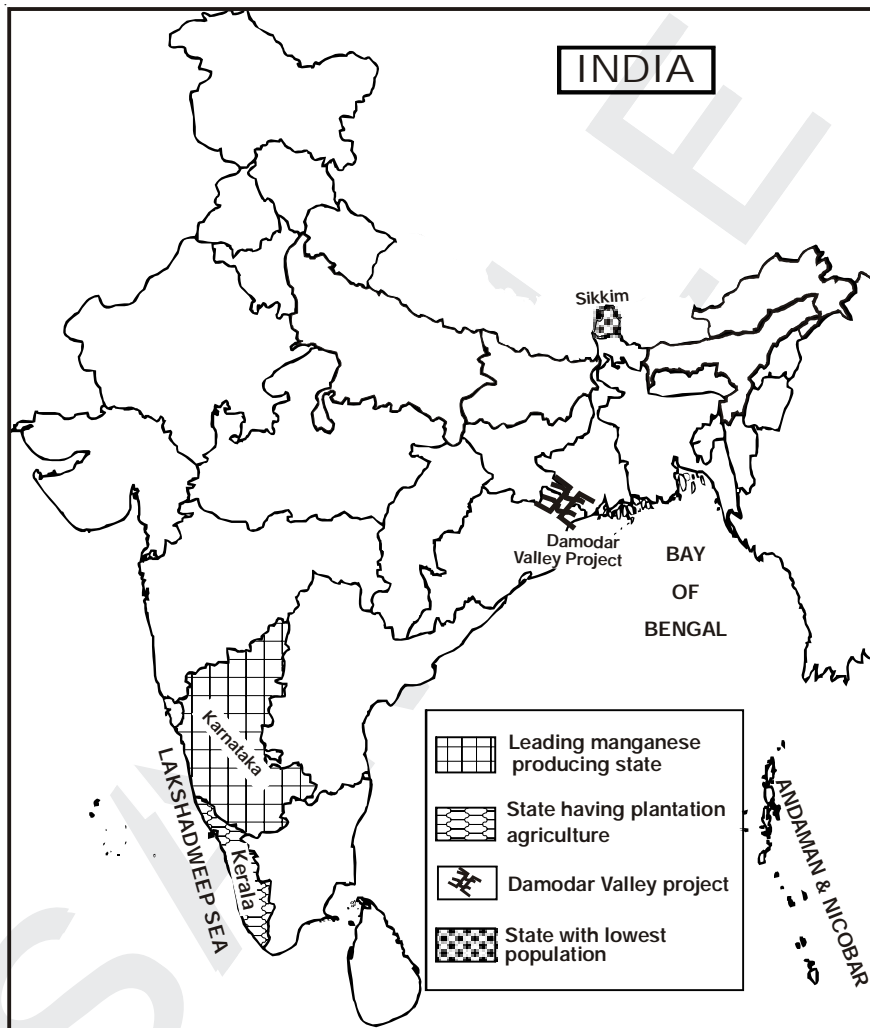 INDIA
Sikkim
Damodar
Valley Project
BAY
OF
BENGAL
Karnataka
LAKSHADWEEP SEA
Kerala
Leading manganese
producing state
State having plantation
agriculture
Damodar Valley project
State with lowest
population
ANDAMAN & NICOBAR